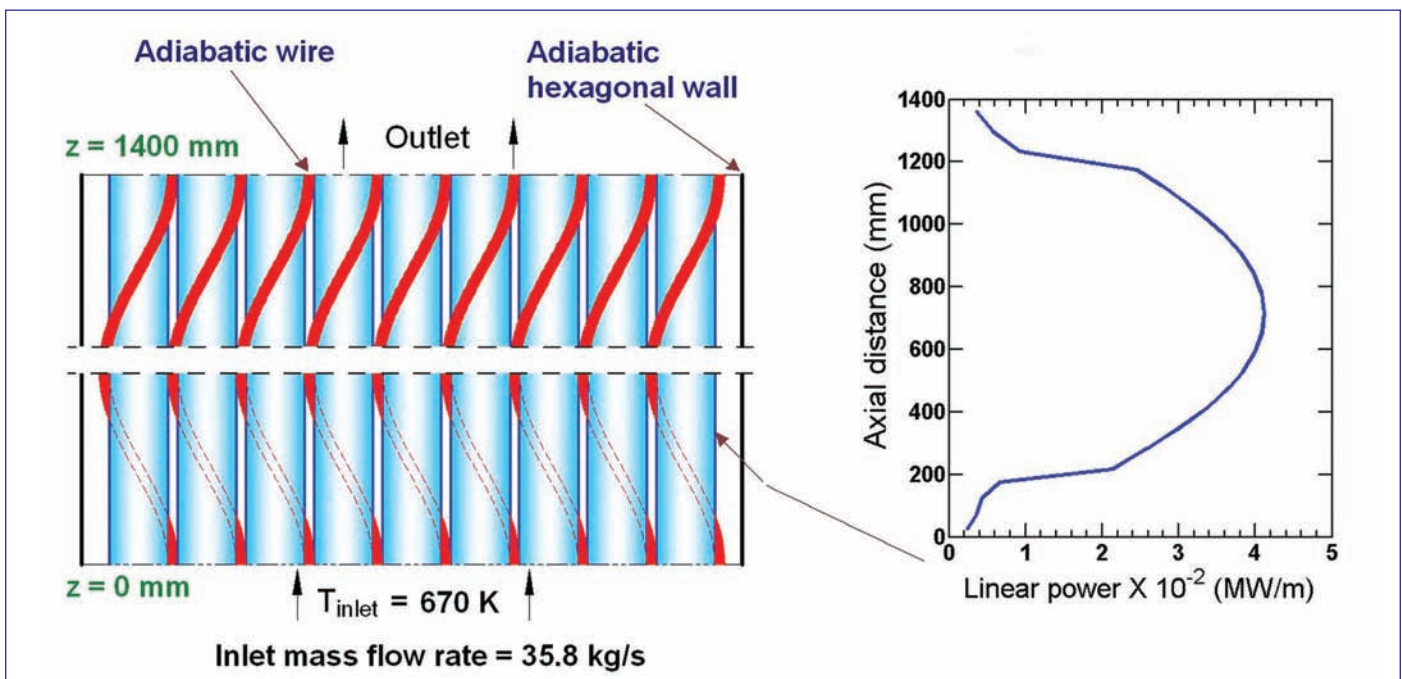 Adiabatic wire
Adiabatic
hexagonal wall
Outlet
z = 1400 mm
z = 0 mm
T_inlet = 670 K
Inlet mass flow rate = 35.8 kg/s
1400
1200
1000
800
600
400
200
0
Axial distance (mm)
0 1 2 3 4 5
Linear power X 10⁻² (MW/m)